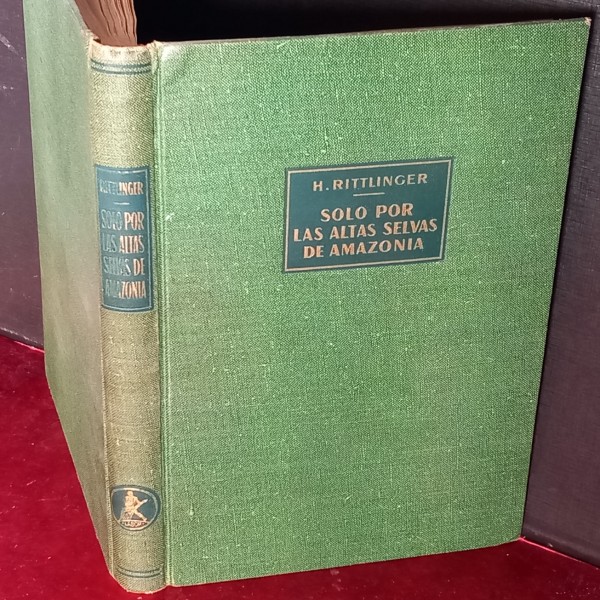 RITTLINGER
SOLO POR
LAS ALTAS
SELVAS DE
AMAZONIA
H. RITTLINGER
SOLO POR
LAS ALTAS SELVAS
DE AMAZONIA